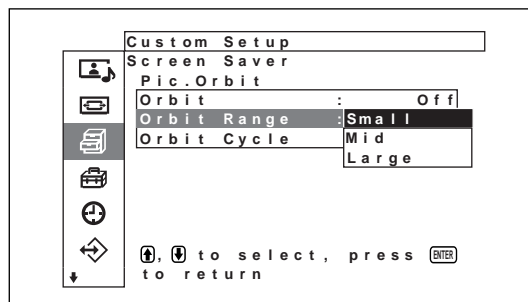 Custom Setup
Screen Saver
Pic.Orbit
Orbit : Off
Orbit Range : Small
Orbit Cycle Mid
Large
, to select, press ENTER
to return